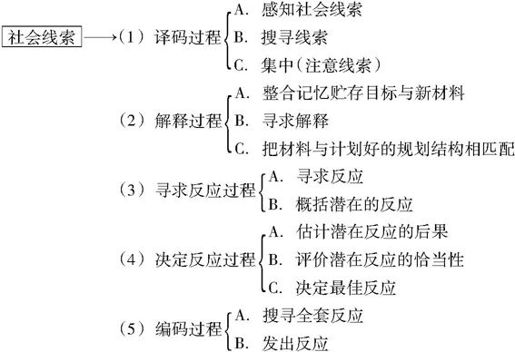 A. 感知社会线索
社会线索 (1) 译码过程 B. 搜寻线索
C. 集中(注意线索)
A. 整合记忆贮存目标与新材料
(2) 解释过程 B. 寻求解释
C. 把材料与计划好的规划结构相匹配
A. 寻求反应
(3) 寻求反应过程
B. 概括潜在的反应
A. 估计潜在反应的后果
(4) 决定反应过程 B. 评价潜在反应的恰当性
C. 决定最佳反应
A. 搜寻全套反应
(5) 编码过程
B. 发出反应